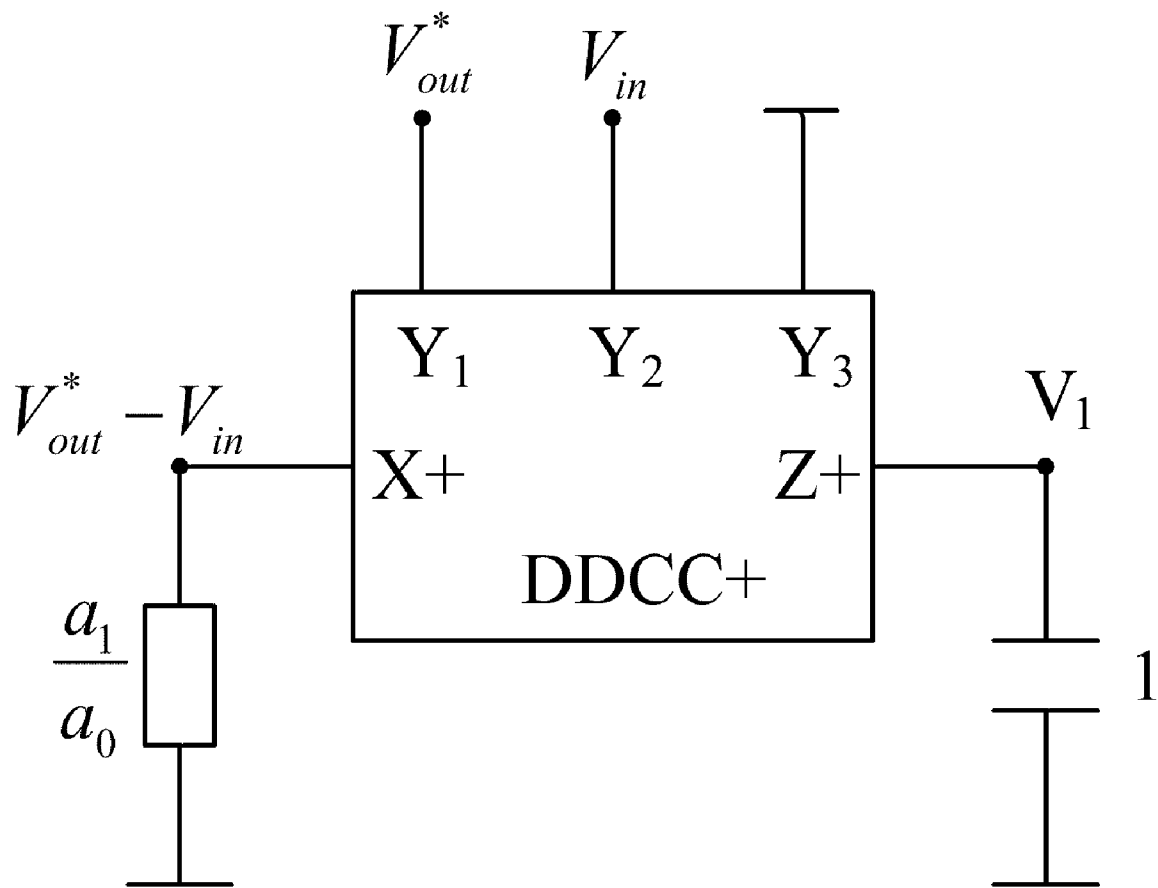 V*out Vin
Y1 Y2 Y3
V*out − Vin V1
X+ Z+
DDCC+
a1
a0
1